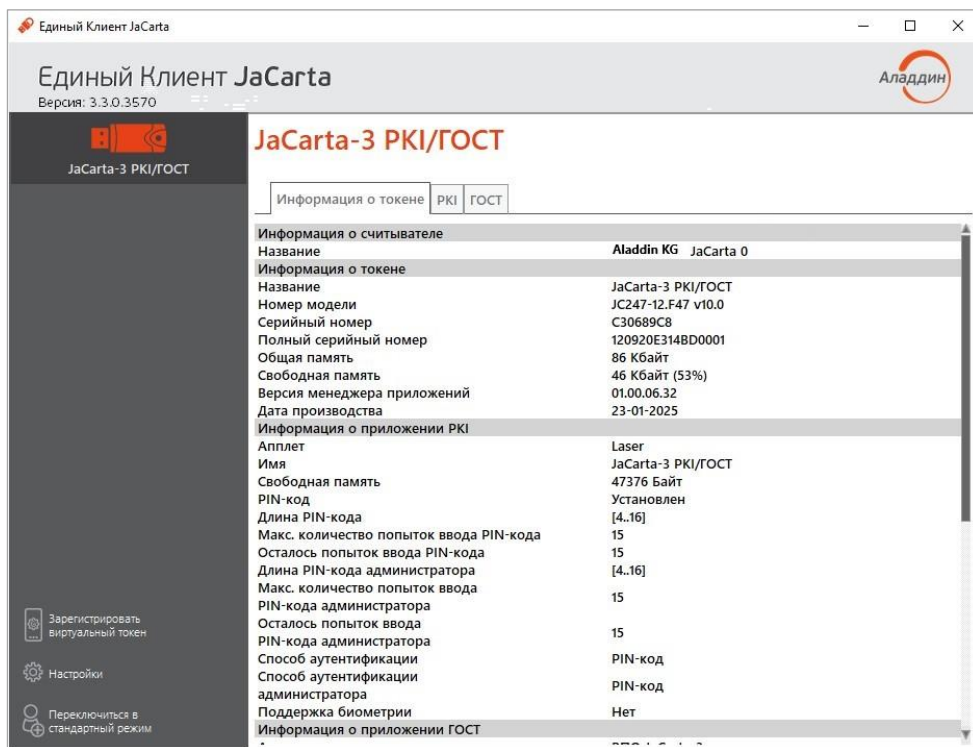 Единый Клиент JaCarta
Единый Клиент JaCarta
Версия: 3.3.0.3570
Аладдин
JaCarta-3 PKI/ГОСТ
JaCarta-3 PKI/ГОСТ
Информация о токене PKI ГОСТ
Информация о считывателе
Название Aladdin KG JaCarta 0
Информация о токене
Название JaCarta-3 PKI/ГОСТ
Номер модели JC247-12.F47 v10.0
Серийный номер C30689C8
Полный серийный номер 120920E314BD0001
Общая память 86 Кбайт
Свободная память 46 Кбайт (53%)
Версия менеджера приложений 01.00.06.32
Дата производства 23-01-2025
Информация о приложении PKI
Апплет Laser
Имя JaCarta-3 PKI/ГОСТ
Свободная память 47376 Байт
PIN-код Установлен
Длина PIN-кода [4..16]
Макс. количество попыток ввода PIN-кода 15
Осталось попыток ввода PIN-кода 15
Длина PIN-кода администратора [4..16]
Макс. количество попыток ввода
PIN-кода администратора 15
Осталось попыток ввода
PIN-кода администратора 15
Способ аутентификации PIN-код
Способ аутентификации
администратора PIN-код
Поддержка биометрии Нет
Информация о приложении ГОСТ
Зарегистрировать
виртуальный токен
Настройки
Переключиться в
стандартный режим